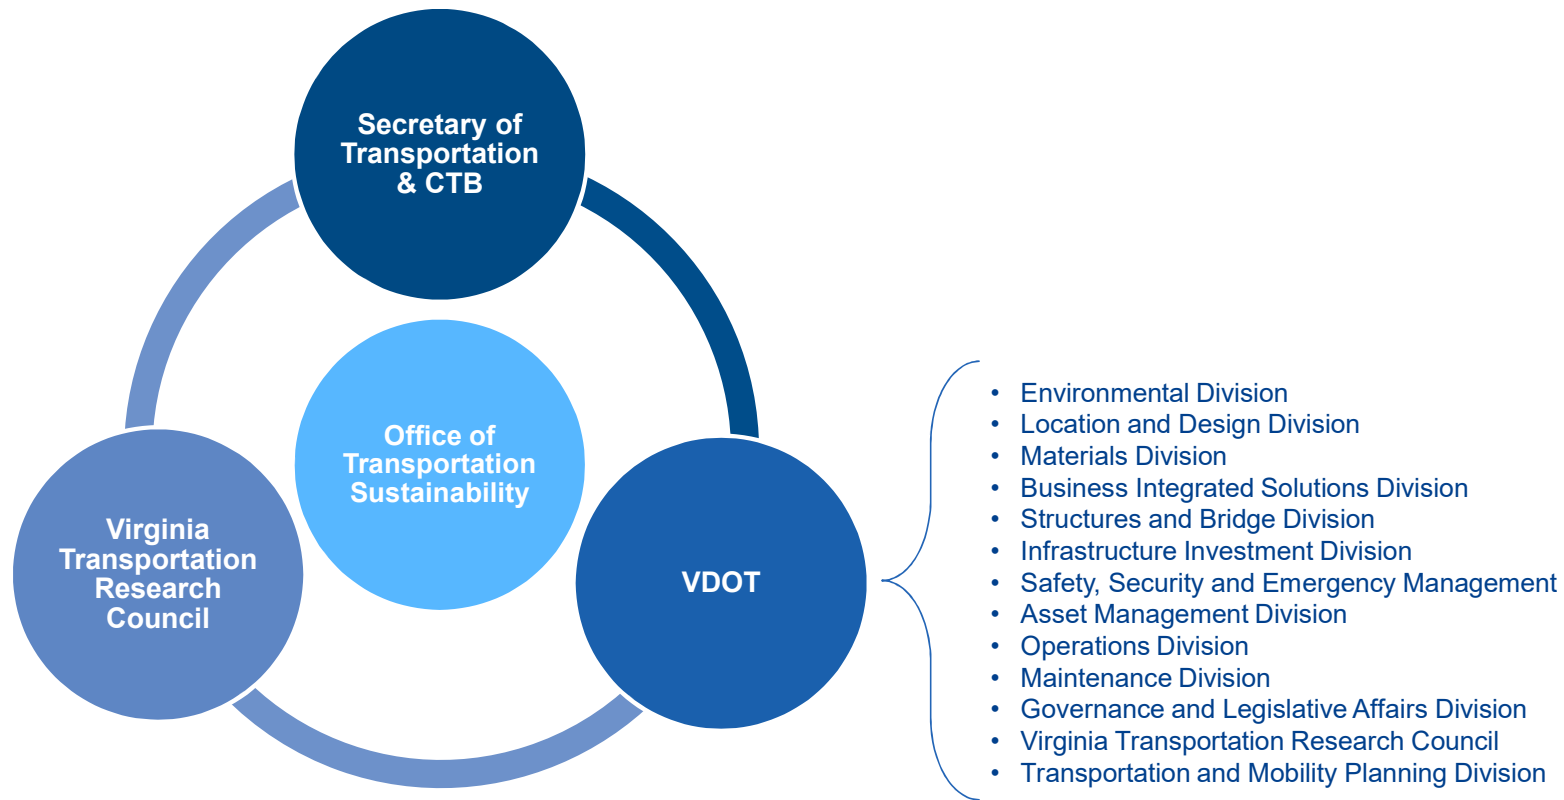 Secretary of
Transportation
& CTB
Office of
Transportation
Sustainability
Virginia
Transportation
Research
Council
VDOT
• Environmental Division
• Location and Design Division
• Materials Division
• Business Integrated Solutions Division
• Structures and Bridge Division
• Infrastructure Investment Division
• Safety, Security and Emergency Management
• Asset Management Division
• Operations Division
• Maintenance Division
• Governance and Legislative Affairs Division
• Virginia Transportation Research Council
• Transportation and Mobility Planning Division